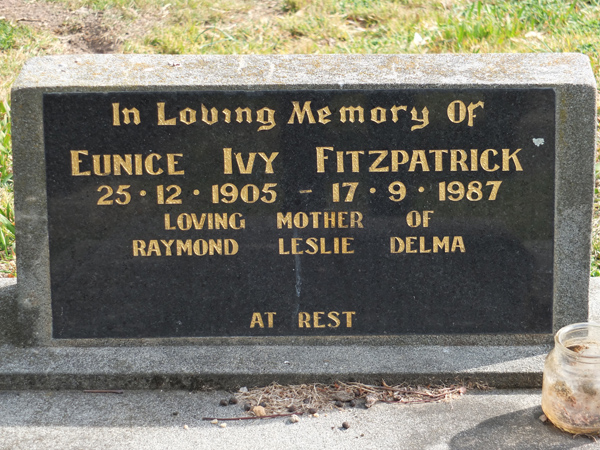 In Loving Memory Of
EUNICE IVY FITZPATRICK
25·12·1905 - 17·9·1987
LOVING MOTHER OF
RAYMOND LESLIE DELMA
AT REST